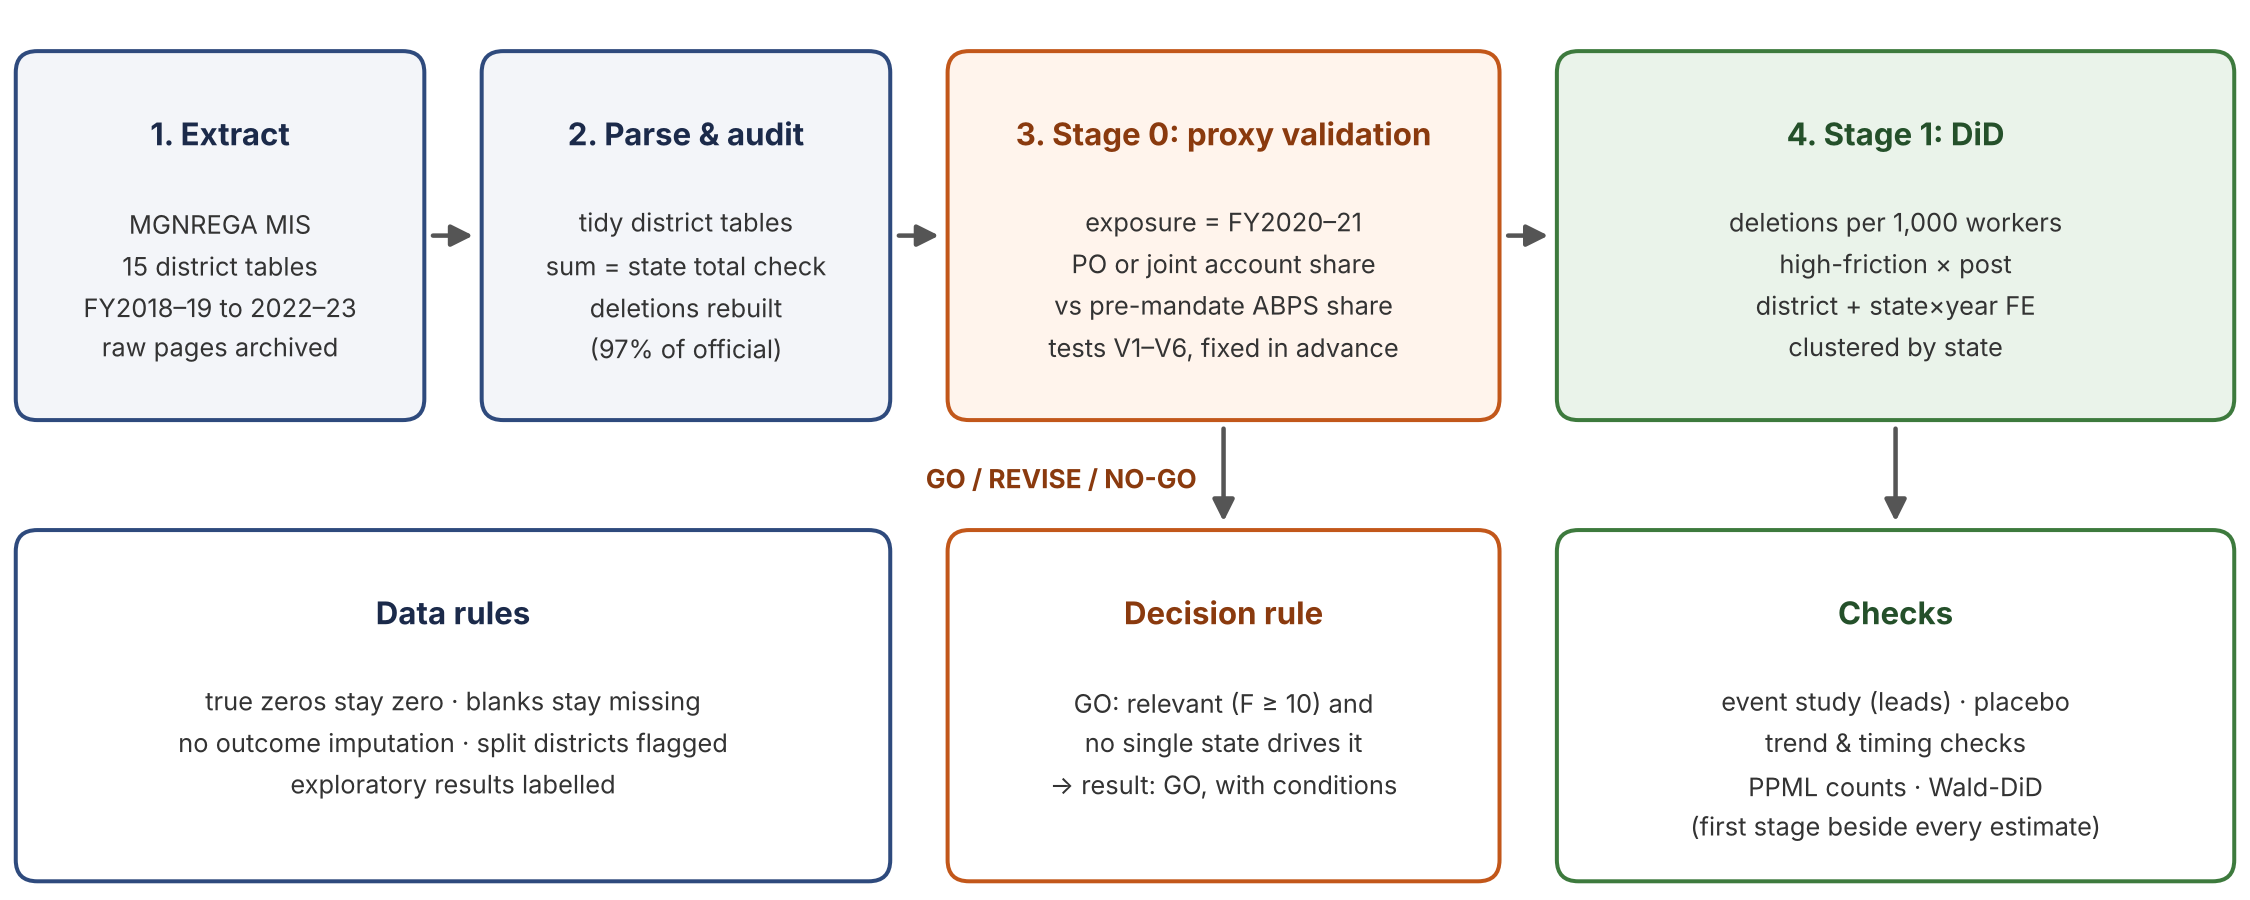 1. Extract
MGNREGA MIS
15 district tables
FY2018–19 to 2022–23
raw pages archived
2. Parse & audit
tidy district tables
sum = state total check
deletions rebuilt
(97% of official)
3. Stage 0: proxy validation
exposure = FY2020–21
PO or joint account share
vs pre-mandate ABPS share
tests V1–V6, fixed in advance
4. Stage 1: DiD
deletions per 1,000 workers
high-friction × post
district + state×year FE
clustered by state
GO / REVISE / NO-GO
Data rules
true zeros stay zero · blanks stay missing
no outcome imputation · split districts flagged
exploratory results labelled
Decision rule
GO: relevant (F ≥ 10) and
no single state drives it
→ result: GO, with conditions
Checks
event study (leads) · placebo
trend & timing checks
PPML counts · Wald-DiD
(first stage beside every estimate)